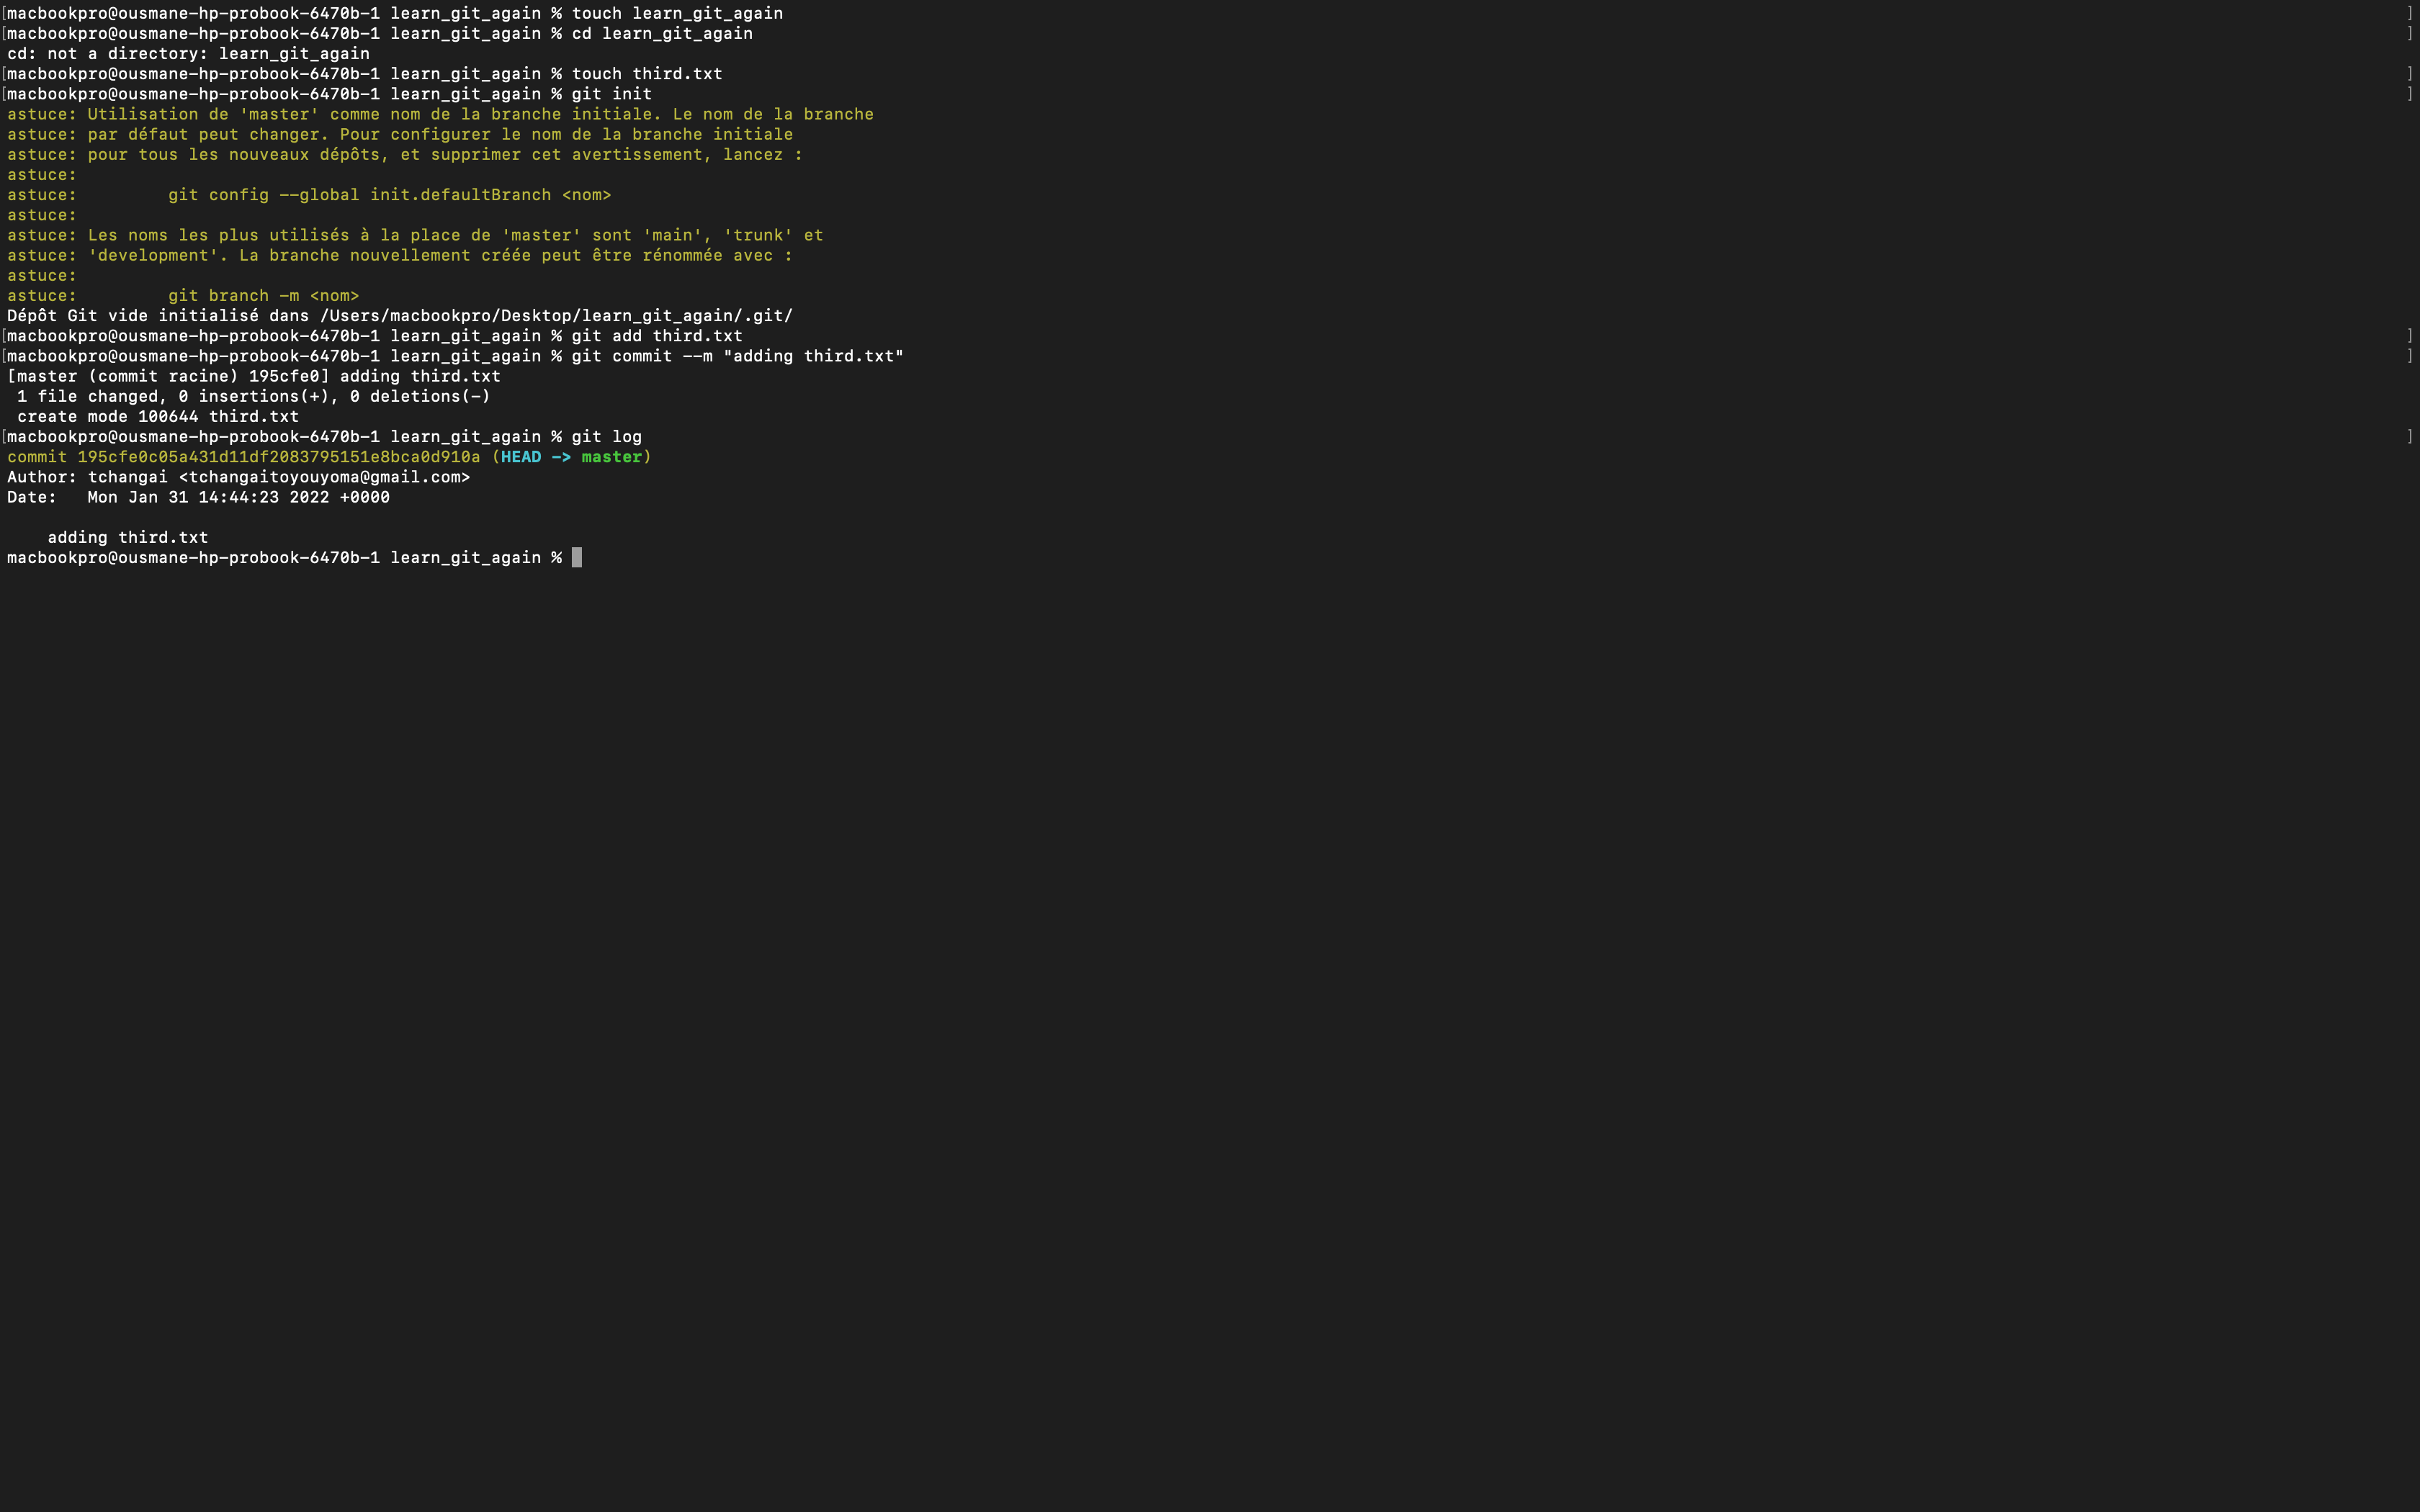 [macbookpro@ousmane-hp-probook-6470b-1 learn_git_again % touch learn_git_again ]
[macbookpro@ousmane-hp-probook-6470b-1 learn_git_again % cd learn_git_again ]
cd: not a directory: learn_git_again
[macbookpro@ousmane-hp-probook-6470b-1 learn_git_again % touch third.txt ]
[macbookpro@ousmane-hp-probook-6470b-1 learn_git_again % git init ]
astuce: Utilisation de 'master' comme nom de la branche initiale. Le nom de la branche
astuce: par défaut peut changer. Pour configurer le nom de la branche initiale
astuce: pour tous les nouveaux dépôts, et supprimer cet avertissement, lancez :
astuce:
astuce: git config --global init.defaultBranch <nom>
astuce:
astuce: Les noms les plus utilisés à la place de 'master' sont 'main', 'trunk' et
astuce: 'development'. La branche nouvellement créée peut être rénommée avec :
astuce:
astuce: git branch -m <nom>
Dépôt Git vide initialisé dans /Users/macbookpro/Desktop/learn_git_again/.git/
[macbookpro@ousmane-hp-probook-6470b-1 learn_git_again % git add third.txt ]
[macbookpro@ousmane-hp-probook-6470b-1 learn_git_again % git commit --m "adding third.txt" ]
[master (commit racine) 195cfe0] adding third.txt
1 file changed, 0 insertions(+), 0 deletions(-)
create mode 100644 third.txt
[macbookpro@ousmane-hp-probook-6470b-1 learn_git_again % git log ]
commit 195cfe0c05a431d11df2083795151e8bca0d910a (HEAD -> master)
Author: tchangai <tchangaitoyouyoma@gmail.com>
Date: Mon Jan 31 14:44:23 2022 +0000
adding third.txt
macbookpro@ousmane-hp-probook-6470b-1 learn_git_again %